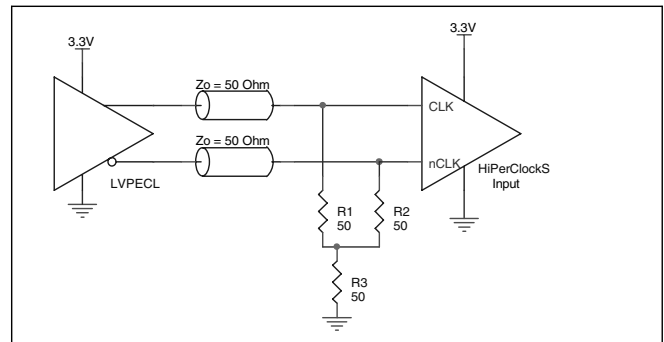 3.3V
3.3V
Zo = 50 Ohm
CLK
Zo = 50 Ohm
nCLK
HiPerClockS
Input
LVPECL
R1
50
R2
50
R3
50